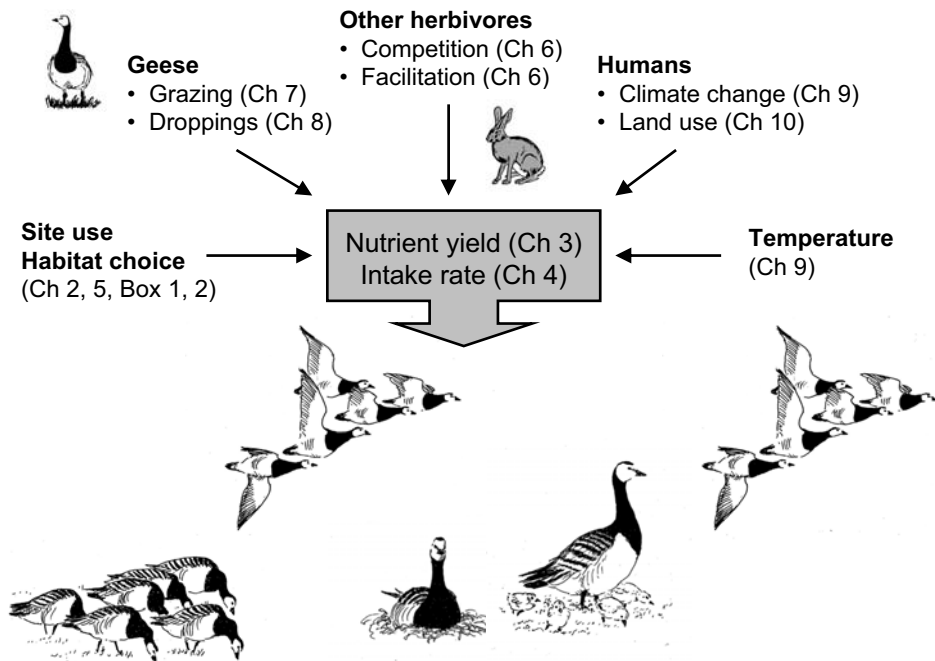 Other herbivores
• Competition (Ch 6)
• Facilitation (Ch 6)
Geese
• Grazing (Ch 7)
• Droppings (Ch 8)
Humans
• Climate change (Ch 9)
• Land use (Ch 10)
Site use
Habitat choice
(Ch 2, 5, Box 1, 2)
Nutrient yield (Ch 3)
Intake rate (Ch 4)
Temperature
(Ch 9)